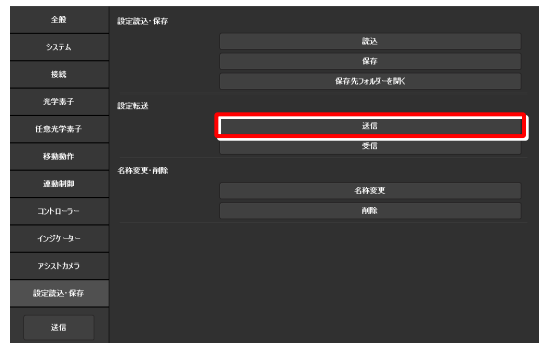 全般
システム
接続
光学素子
任意光学素子
移動動作
連動制御
コントローラー
インジケーター
アシストカメラ
設定読込・保存
送信
設定読込・保存
読込
保存
保存先フォルダーを開く
設定転送
送信
受信
名称変更・削除
名称変更
削除